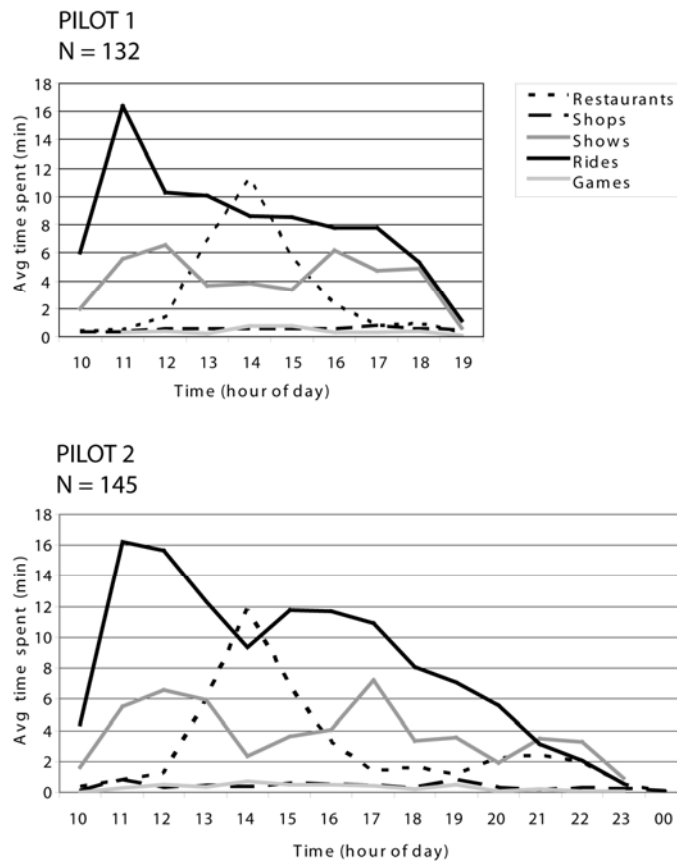 PILOT 1
N = 132
18
16
14
12
10
8
6
4
2
0
Avg time spent (min)
10 11 12 13 14 15 16 17 18 19
Time (hour of day)
Restaurants
Shops
Shows
Rides
Games
PILOT 2
N = 145
18
16
14
12
10
8
6
4
2
0
Avg time spent (min)
10 11 12 13 14 15 16 17 18 19 20 21 22 23 00
Time (hour of day)